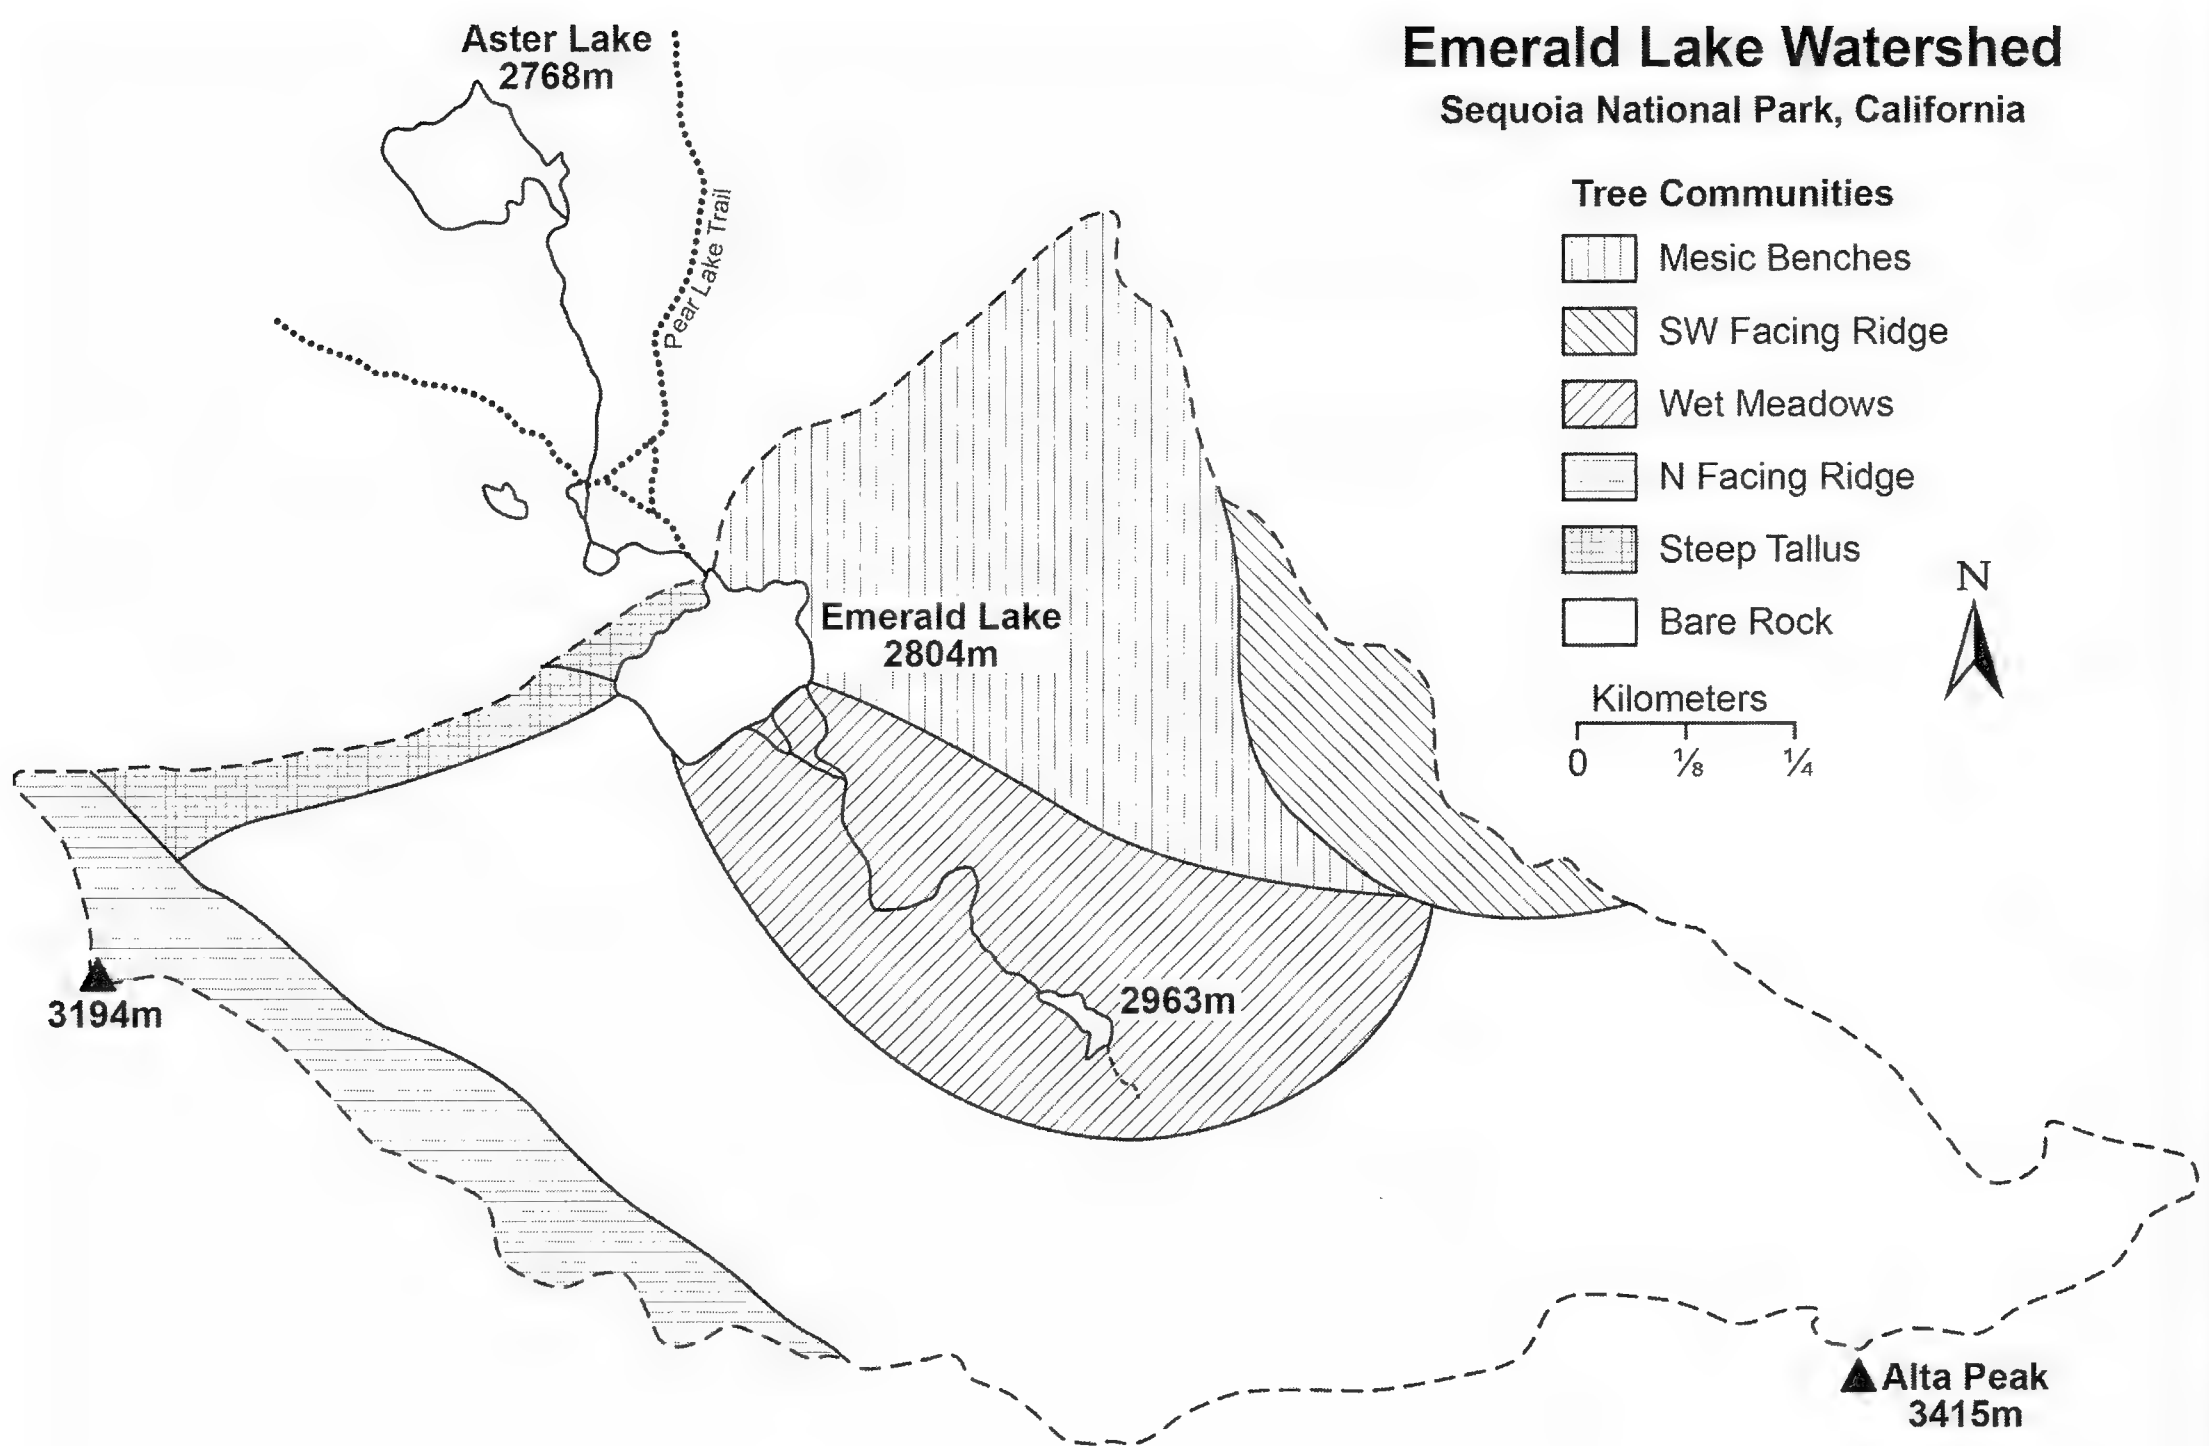 Aster Lake
2768m
Pear Lake Trail
Emerald Lake Watershed
Sequoia National Park, California
Tree Communities
Mesic Benches
SW Facing Ridge
Wet Meadows
N Facing Ridge
Steep Tallus
Bare Rock
N
Kilometers
0 ⅛ ¼
Emerald Lake
2804m
3194m
2963m
Alta Peak
3415m